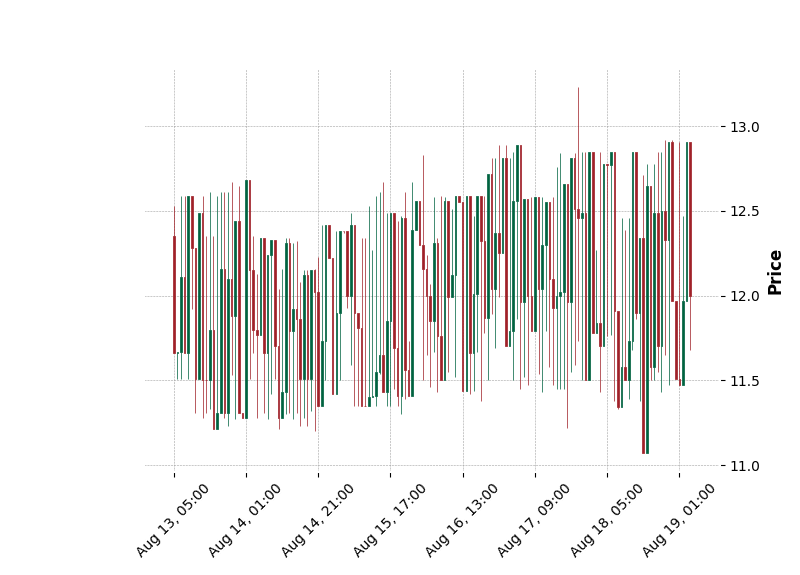 13.0
12.5
12.0
11.5
11.0
Price
Aug 13, 05:00
Aug 14, 01:00
Aug 14, 21:00
Aug 15, 17:00
Aug 16, 13:00
Aug 17, 09:00
Aug 18, 05:00
Aug 19, 01:00